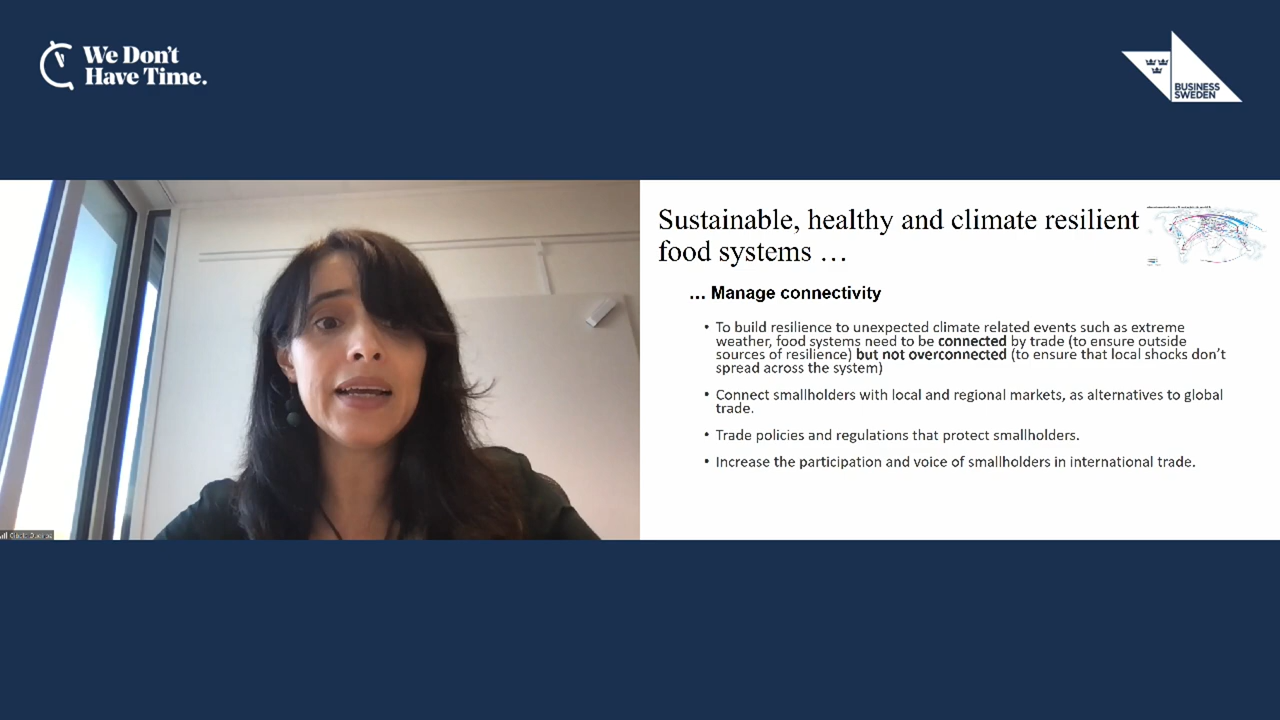 We Don't
Have Time.
BUSINESS
SWEDEN
Sustainable, healthy and climate resilient
food systems …
… Manage connectivity
• To build resilience to unexpected climate related events such as extreme
weather, food systems need to be connected by trade (to ensure outside
sources of resilience) but not overconnected (to ensure that local shocks don't
spread across the system)
• Connect smallholders with local and regional markets, as alternatives to global
trade.
• Trade policies and regulations that protect smallholders.
• Increase the participation and voice of smallholders in international trade.